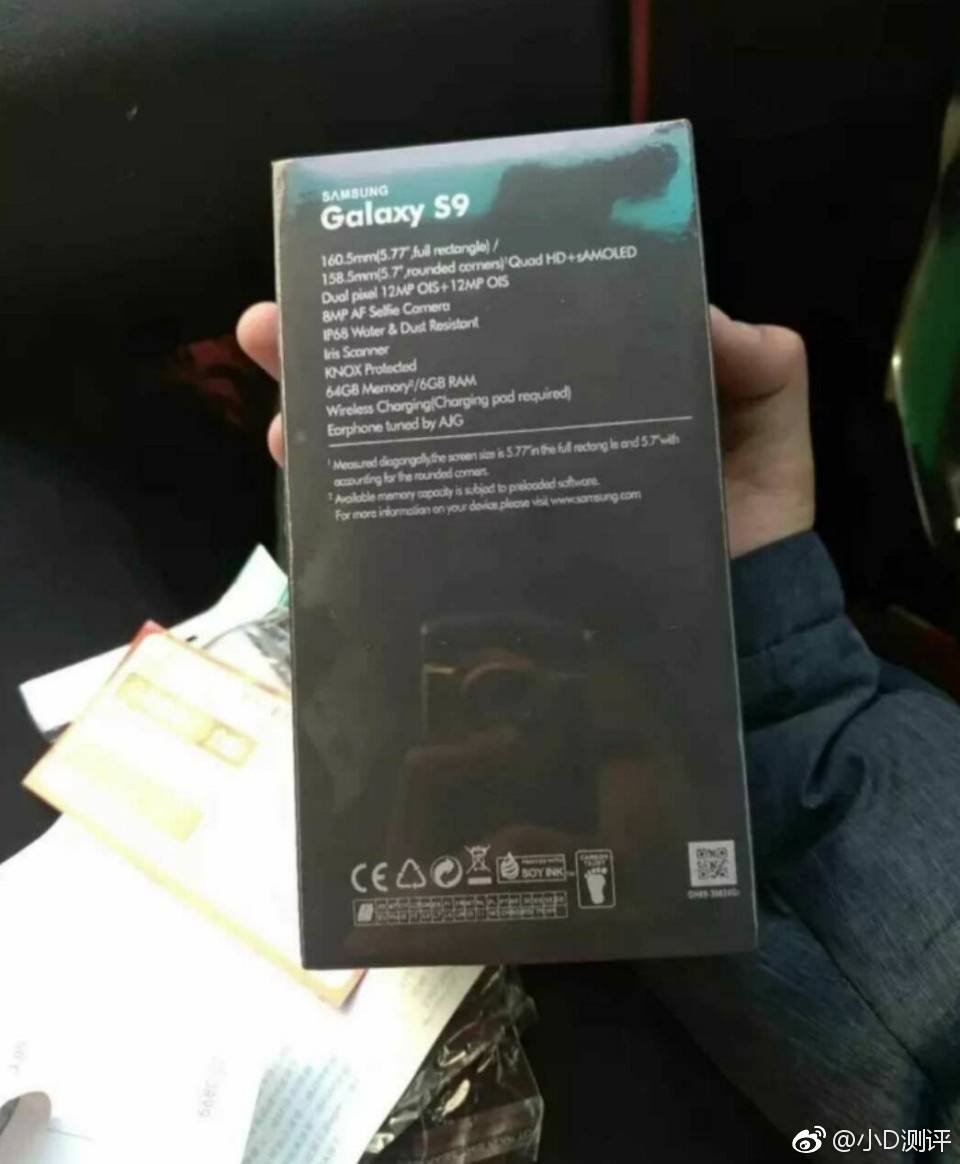 SAMSUNG
Galaxy S9
160.5mm(5.77",full rectangle) /
158.5mm(5.7",rounded corners)¹Quad HD+sAMOLED
Dual pixel 12MP OIS+12MP OIS
8MP AF Selfie Camera
IP68 Water & Dust Resistant
Iris Scanner
KNOX Protected
64GB Memory²/6GB RAM
Wireless Charging(Charging pad required)
Earphone tuned by AJG
¹ Measured diagongally,the screen size is 5.77"in the full rectang le and 5.7"with
accounting for the rounded corners.
² Available memory capacity is subject to preloaded software.
For more information on your device,please visit www.samsung.com
CE
PRINTED WITH
SOY INK™
CARBON
@小D测评